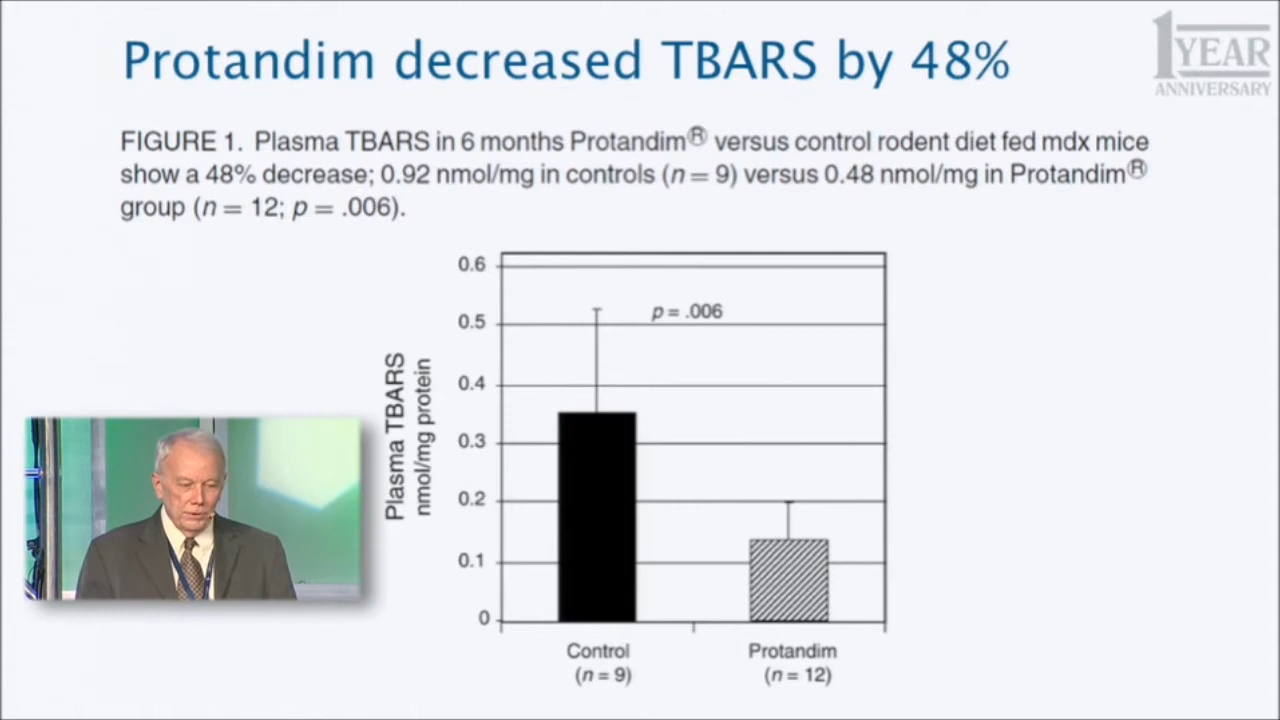 Protandim decreased TBARS by 48%
1 YEAR
ANNIVERSARY
FIGURE 1. Plasma TBARS in 6 months Protandim® versus control rodent diet fed mdx mice
show a 48% decrease; 0.92 nmol/mg in controls (n = 9) versus 0.48 nmol/mg in Protandim®
group (n = 12; p = .006).
Plasma TBARS
nmol/mg protein
0.6
0.5
0.4
0.3
0.2
0.1
0
p = .006
Control
(n = 9)
Protandim
(n = 12)